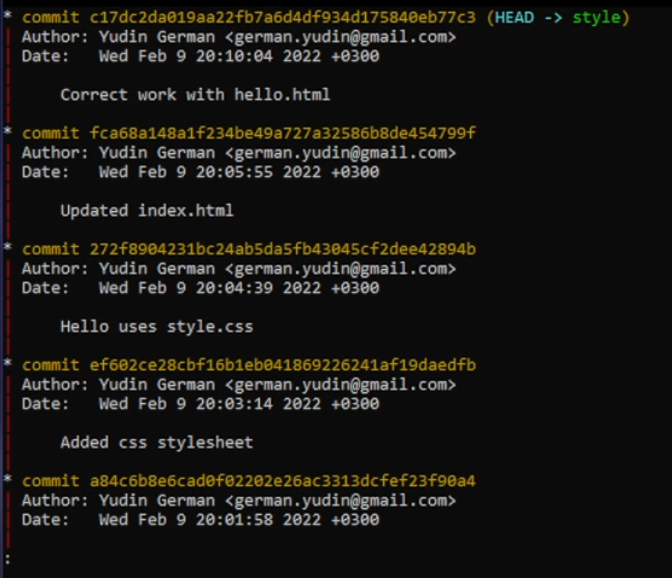 * commit c17dc2da019aa22fb7a6d4df934d175840eb77c3 (HEAD -> style)
| Author: Yudin German <german.yudin@gmail.com>
| Date:   Wed Feb 9 20:10:04 2022 +0300
|
|     Correct work with hello.html
|
* commit fca68a148a1f234be49a727a32586b8de454799f
| Author: Yudin German <german.yudin@gmail.com>
| Date:   Wed Feb 9 20:05:55 2022 +0300
|
|     Updated index.html
|
* commit 272f8904231bc24ab5da5fb43045cf2dee42894b
| Author: Yudin German <german.yudin@gmail.com>
| Date:   Wed Feb 9 20:04:39 2022 +0300
|
|     Hello uses style.css
|
* commit ef602ce28cbf16b1eb041869226241af19daedfb
| Author: Yudin German <german.yudin@gmail.com>
| Date:   Wed Feb 9 20:03:14 2022 +0300
|
|     Added css stylesheet
|
* commit a84c6b8e6cad0f02202e26ac3313dcfef23f90a4
| Author: Yudin German <german.yudin@gmail.com>
| Date:   Wed Feb 9 20:01:58 2022 +0300
|
: